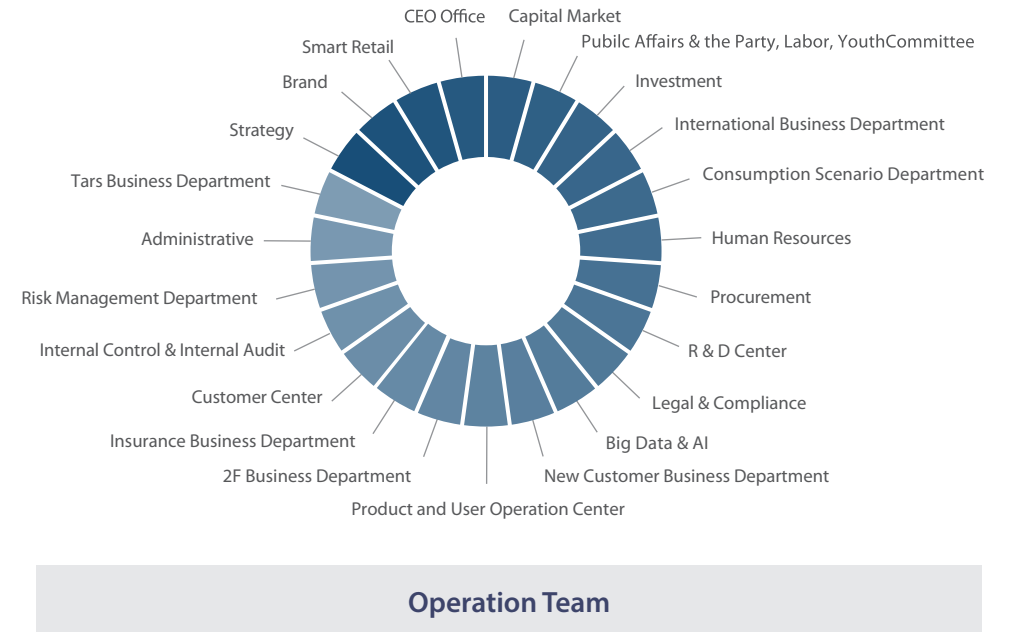 CEO Office
Capital Market
Smart Retail
Pubilc Affairs & the Party, Labor, YouthCommittee
Brand
Investment
Strategy
International Business Department
Tars Business Department
Consumption Scenario Department
Administrative
Human Resources
Risk Management Department
Procurement
Internal Control & Internal Audit
R & D Center
Customer Center
Legal & Compliance
Insurance Business Department
Big Data & AI
2F Business Department
New Customer Business Department
Product and User Operation Center
Operation Team